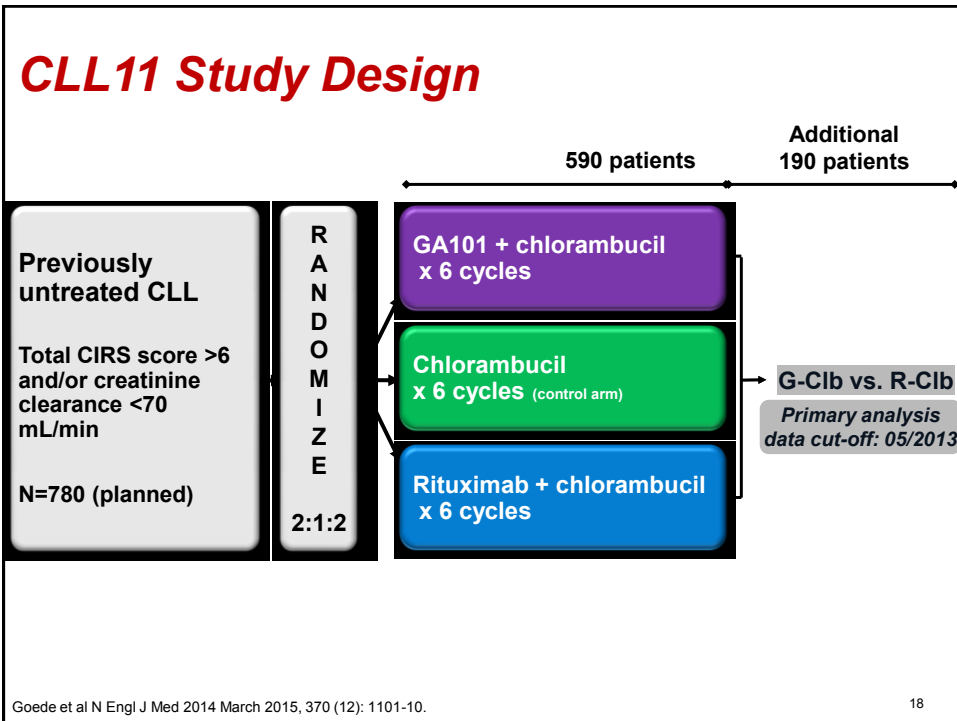 CLL11 Study Design
590 patients
Additional
190 patients
Previously
untreated CLL
Total CIRS score >6
and/or creatinine
clearance <70
mL/min
N=780 (planned)
R
A
N
D
O
M
I
Z
E
2:1:2
GA101 + chlorambucil
x 6 cycles
Chlorambucil
x 6 cycles (control arm)
Rituximab + chlorambucil
x 6 cycles
G-Clb vs. R-Clb
Primary analysis
data cut-off: 05/2013
Goede et al N Engl J Med 2014 March 2015, 370 (12): 1101-10.
18